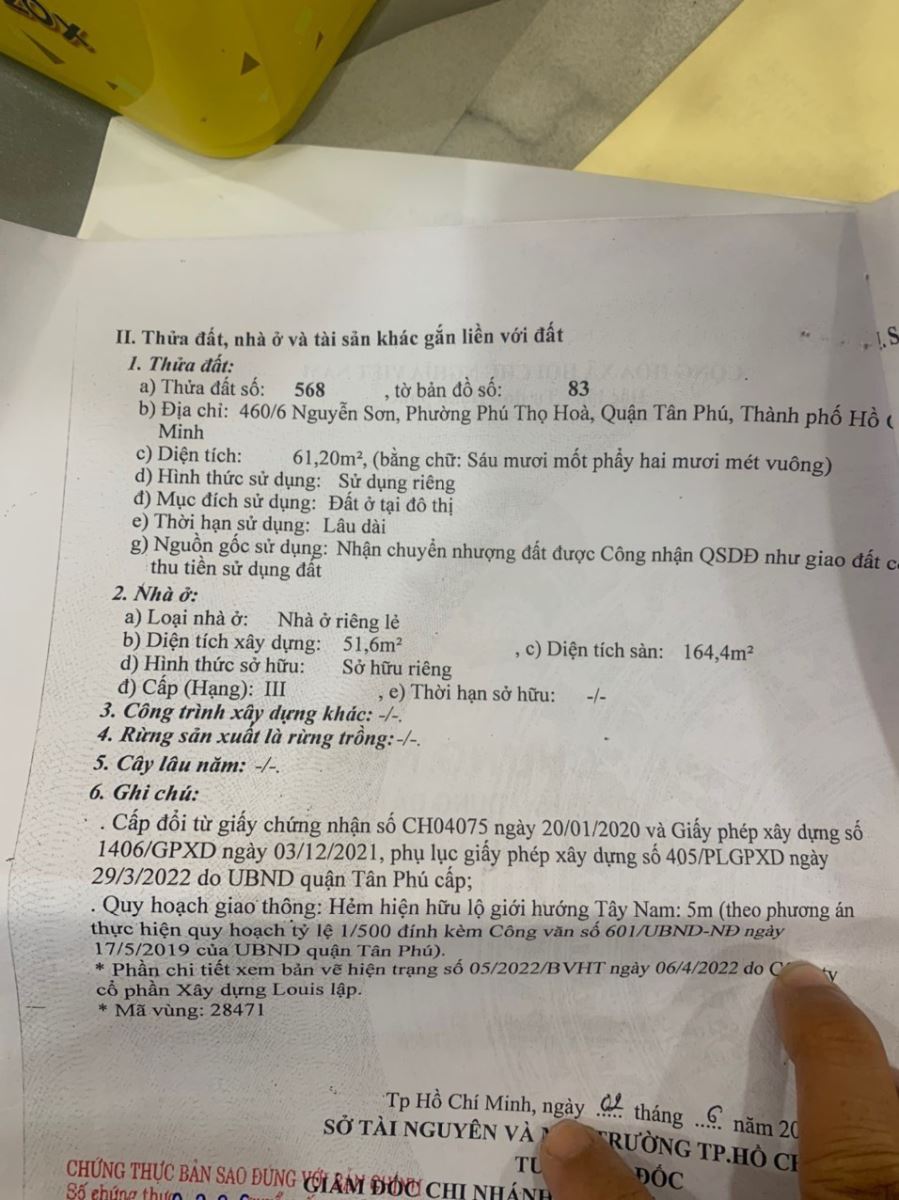 II. Thửa đất, nhà ở và tài sản khác gắn liền với đất
1. Thửa đất:
a) Thửa đất số: 568 , tờ bản đồ số: 83
b) Địa chỉ: 460/6 Nguyễn Sơn, Phường Phú Thọ Hoà, Quận Tân Phú, Thành phố Hồ
Minh
c) Diện tích: 61,20m², (bằng chữ: Sáu mươi mốt phẩy hai mươi mét vuông)
d) Hình thức sử dụng: Sử dụng riêng
đ) Mục đích sử dụng: Đất ở tại đô thị
e) Thời hạn sử dụng: Lâu dài
g) Nguồn gốc sử dụng: Nhận chuyển nhượng đất được Công nhận QSDĐ như giao đất
thu tiền sử dụng đất
2. Nhà ở:
a) Loại nhà ở: Nhà ở riêng lẻ
b) Diện tích xây dựng: 51,6m² , c) Diện tích sàn: 164,4m²
d) Hình thức sở hữu: Sở hữu riêng
đ) Cấp (Hạng): III , e) Thời hạn sở hữu: -/-
3. Công trình xây dựng khác: -/-.
4. Rừng sản xuất là rừng trồng: -/-.
5. Cây lâu năm: -/-.
6. Ghi chú:
. Cấp đổi từ giấy chứng nhận số CH04075 ngày 20/01/2020 và Giấy phép xây dựng số
1406/GPXD ngày 03/12/2021, phụ lục giấy phép xây dựng số 405/PLGPXD ngày
29/3/2022 do UBND quận Tân Phú cấp;
. Quy hoạch giao thông: Hẻm hiện hữu lộ giới hướng Tây Nam: 5m (theo phương án
thực hiện quy hoạch tỷ lệ 1/500 đính kèm Công văn số 601/UBND-NĐ ngày
17/5/2019 của UBND quận Tân Phú).
* Phần chi tiết xem bản vẽ hiện trạng số 05/2022/BVHT ngày 06/4/2022 do
cổ phần Xây dựng Louis lập.
* Mã vùng: 28471
Tp Hồ Chí Minh, ngày 02 tháng 6 năm 20
SỞ TÀI NGUYÊN VÀ TRƯỜNG TP.HỒ
ĐỐC
CHỨNG THỰC BẢN SAO ĐÚNG VỚI BẢN CHÍNH
GIÁM ĐỐC CHI NHÁNH
Số chứng thực